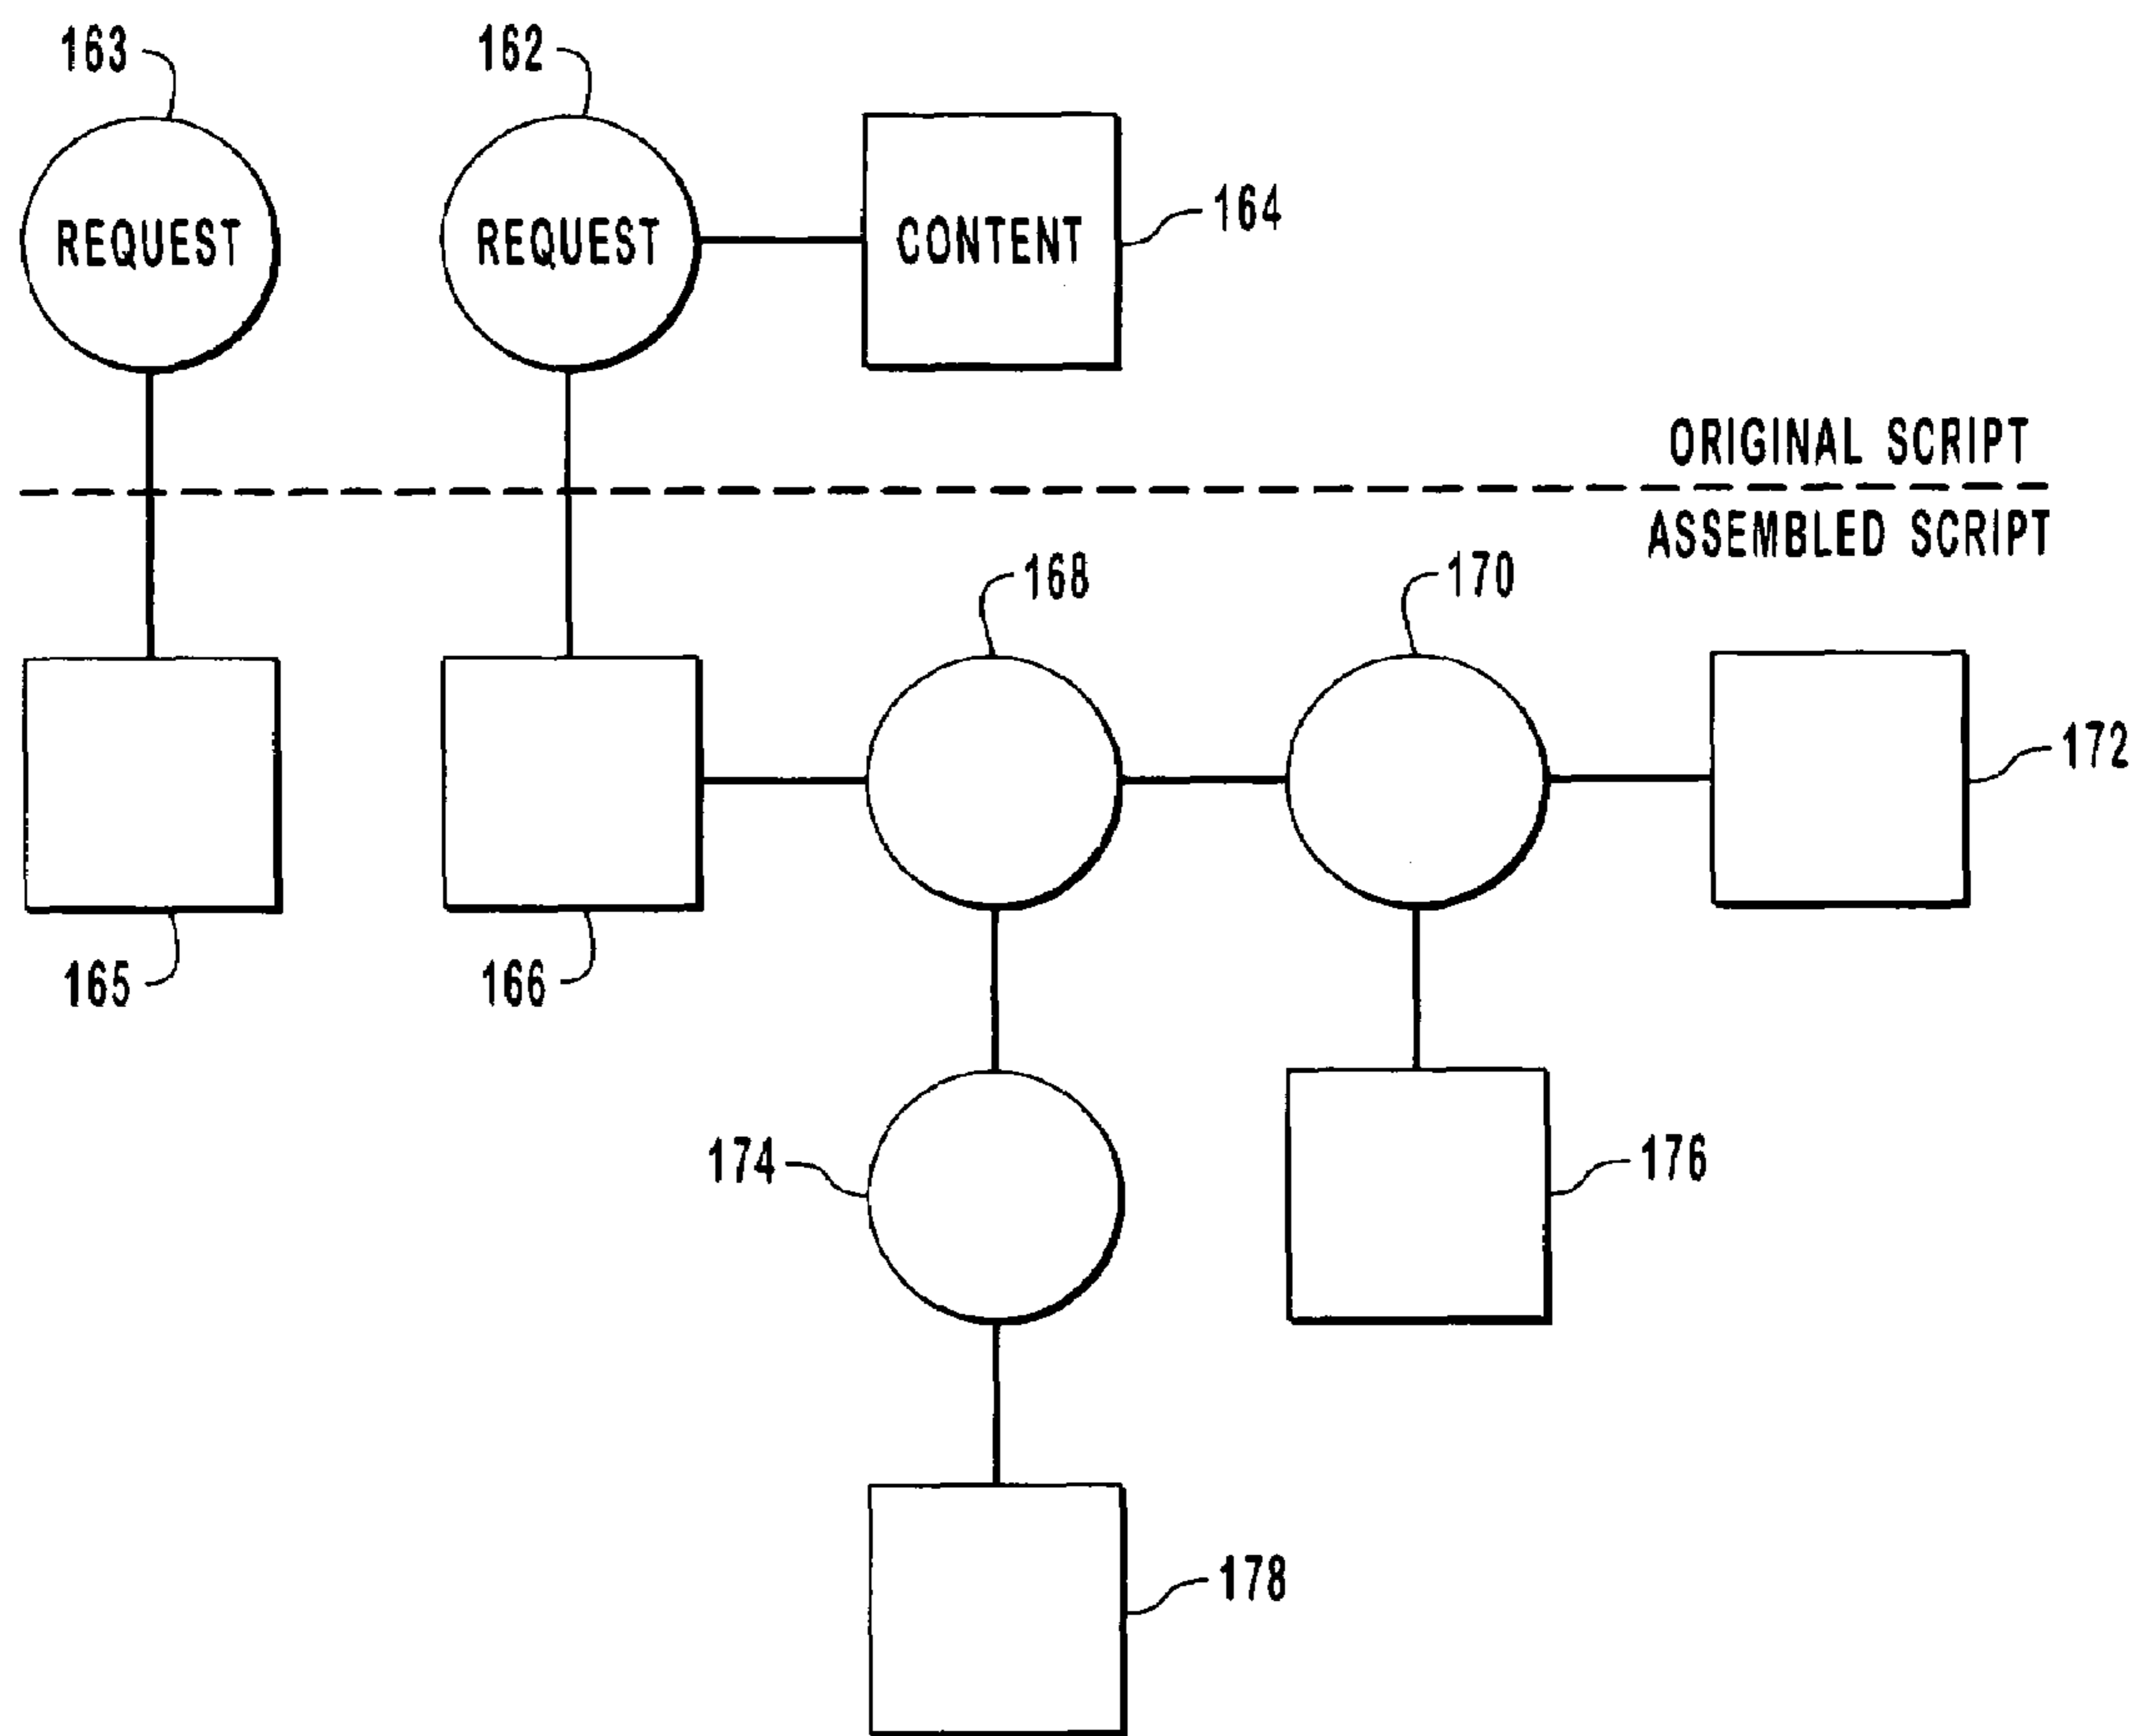 163
162
REQUEST
REQUEST
CONTENT
164
ORIGINAL SCRIPT
ASSEMBLED SCRIPT
168
170
172
165
166
174
176
178